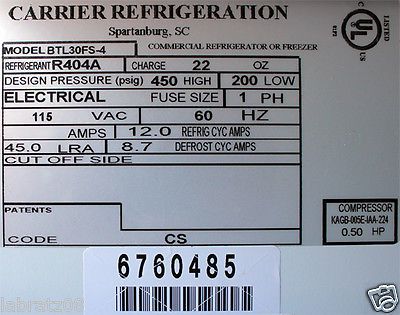 CARRIER REFRIGERATION
Spartanburg, SC
MODEL BTL30FS-4 COMMERCIAL REFRIGERATOR OR FREEZER
REFRIGERANT R404A CHARGE 22 OZ
DESIGN PRESSURE (psig) 450 HIGH 200 LOW
ELECTRICAL FUSE SIZE 1 PH
115 VAC 60 HZ
AMPS 12.0 REFRIG CYC AMPS
45.0 LRA 8.7 DEFROST CYC AMPS
CUT OFF SIDE
PATENTS
CODE CS
C
UL
®
LISTED
US
COMPRESSOR
KAGB-005E-IAA-224
0.50 HP
6760485
labratz08